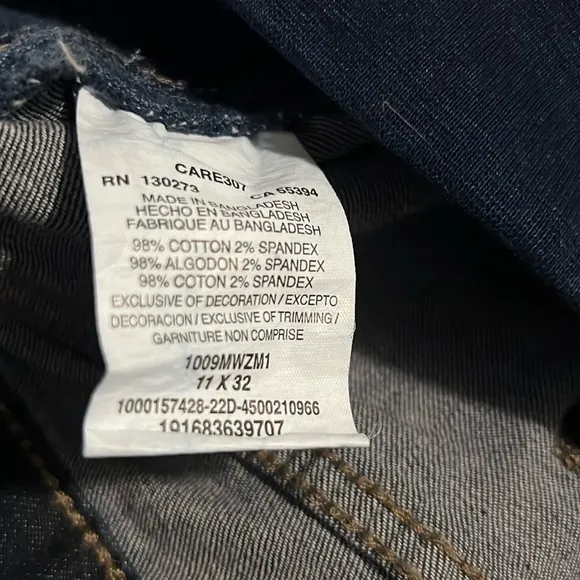 CARE307
RN 130273 CA 55394
MADE IN BANGLADESH
HECHO EN BANGLADESH
FABRIQUE AU BANGLADESH
98% COTTON 2% SPANDEX
98% ALGODON 2% SPANDEX
98% COTON 2% SPANDEX
EXCLUSIVE OF DECORATION / EXCEPTO
DECORACION / EXCLUSIVE OF TRIMMING /
GARNITURE NON COMPRISE
1009MWZM1
11 X 32
1000157428-22D-4500210966
191683639707